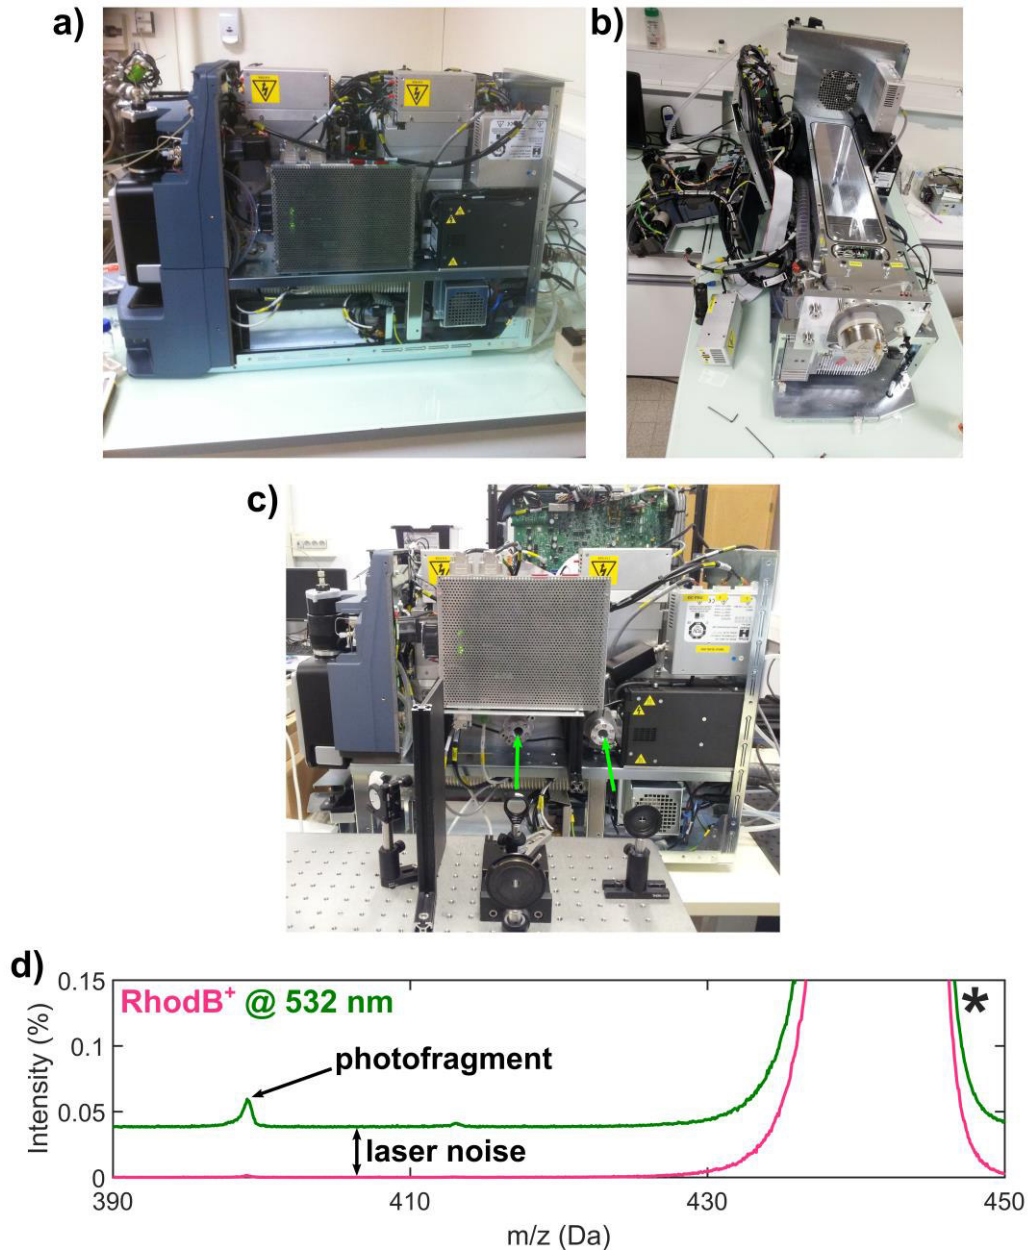 a)
b)
c)
d)
RhodB⁺ @ 532 nm
*
photofragment
laser noise
Intensity (%)
0.15
0.1
0.05
0
390
410
430
450
m/z (Da)